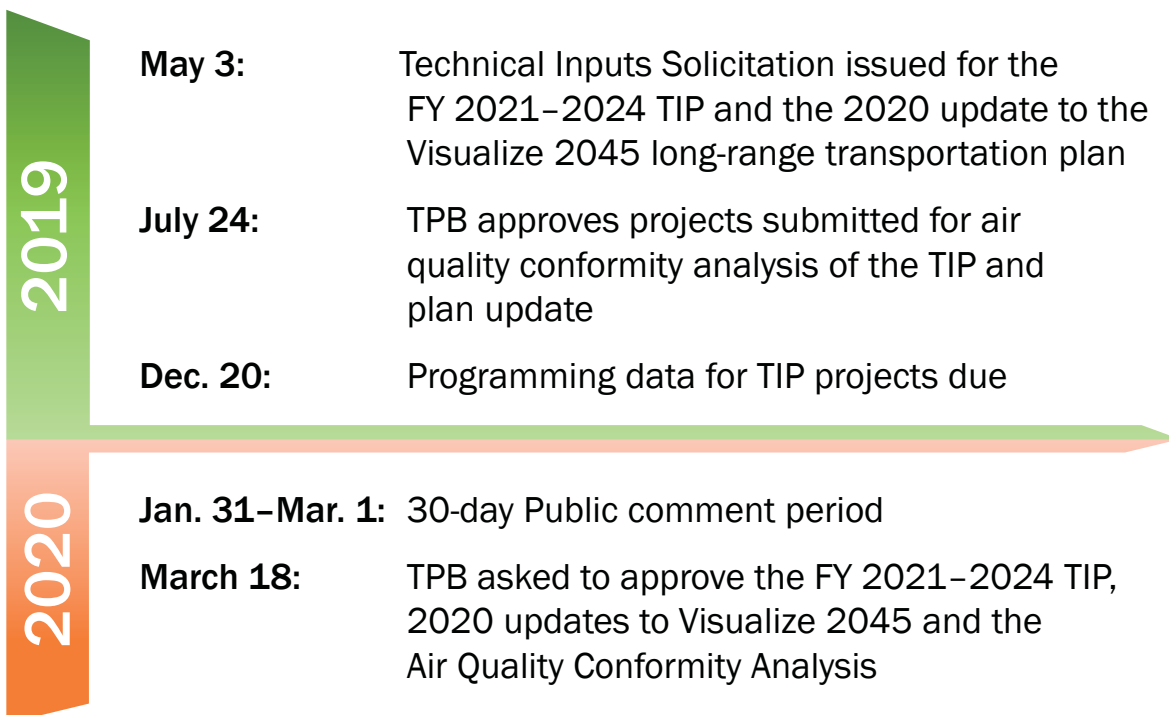 2019
May 3: Technical Inputs Solicitation issued for the
FY 2021–2024 TIP and the 2020 update to the
Visualize 2045 long-range transportation plan
July 24: TPB approves projects submitted for air
quality conformity analysis of the TIP and
plan update
Dec. 20: Programming data for TIP projects due
2020
Jan. 31–Mar. 1: 30-day Public comment period
March 18: TPB asked to approve the FY 2021–2024 TIP,
2020 updates to Visualize 2045 and the
Air Quality Conformity Analysis